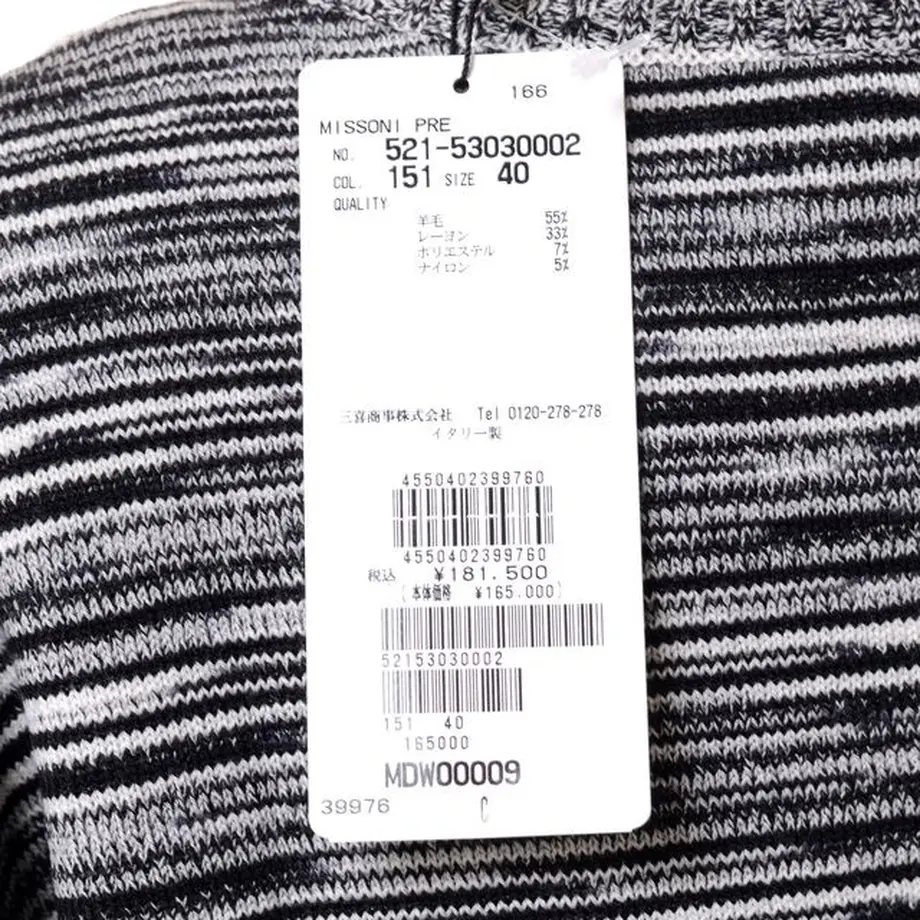 166
MISSONI PRE
NO. 521-53030002
COL. 151 SIZE 40
QUALITY
羊毛 55%
レーヨン 33%
ポリエステル 7%
ナイロン 5%
三喜商事株式会社 Tel 0120-278-278
イタリー製
4550402399760
4550402399760
税込 ¥181.500
(本体価格 ¥165.000)
52153030002
151 40
165000
MDW00009
39976 C